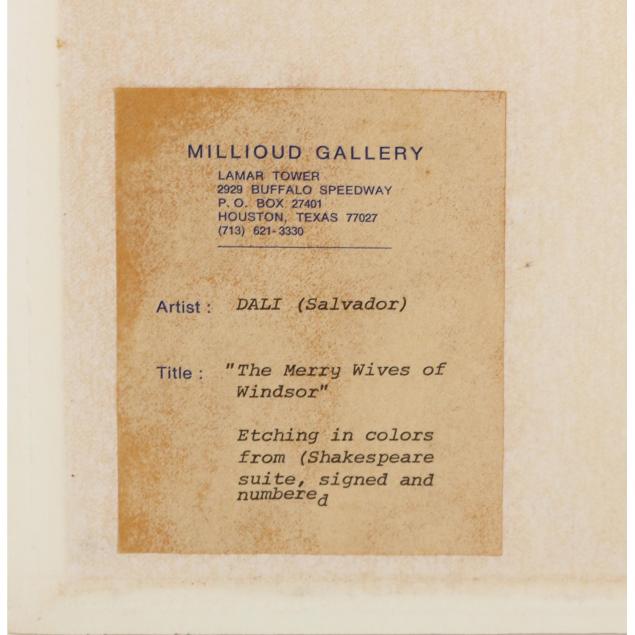 MILLIOUD GALLERY
LAMAR TOWER
2929 BUFFALO SPEEDWAY
P.O. BOX 27401
HOUSTON, TEXAS 77027
(713) 621-3330
Artist : DALI (Salvador)
Title : "The Merry Wives of
Windsor"
Etching in colors
from (Shakespeare
suite, signed and
numbered